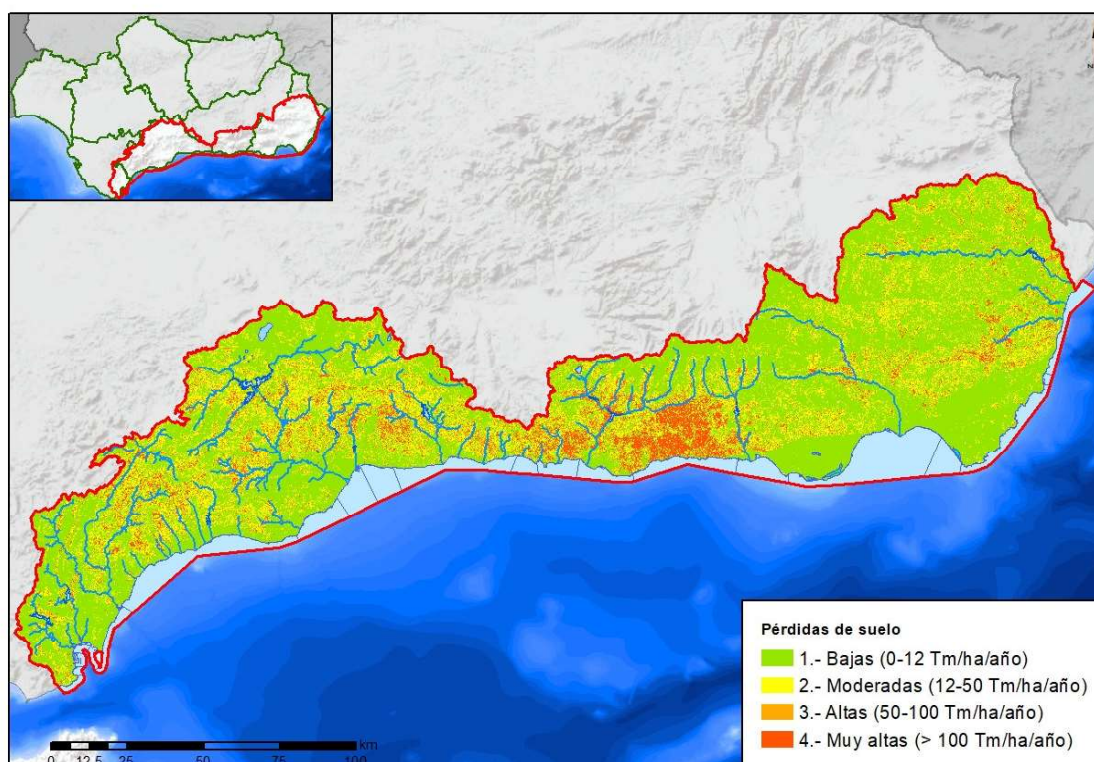 N
Pérdidas de suelo
1.- Bajas (0-12 Tm/ha/año)
2.- Moderadas (12-50 Tm/ha/año)
3.- Altas (50-100 Tm/ha/año)
4.- Muy altas (> 100 Tm/ha/año)
km
0 12,5 25 50 75 100